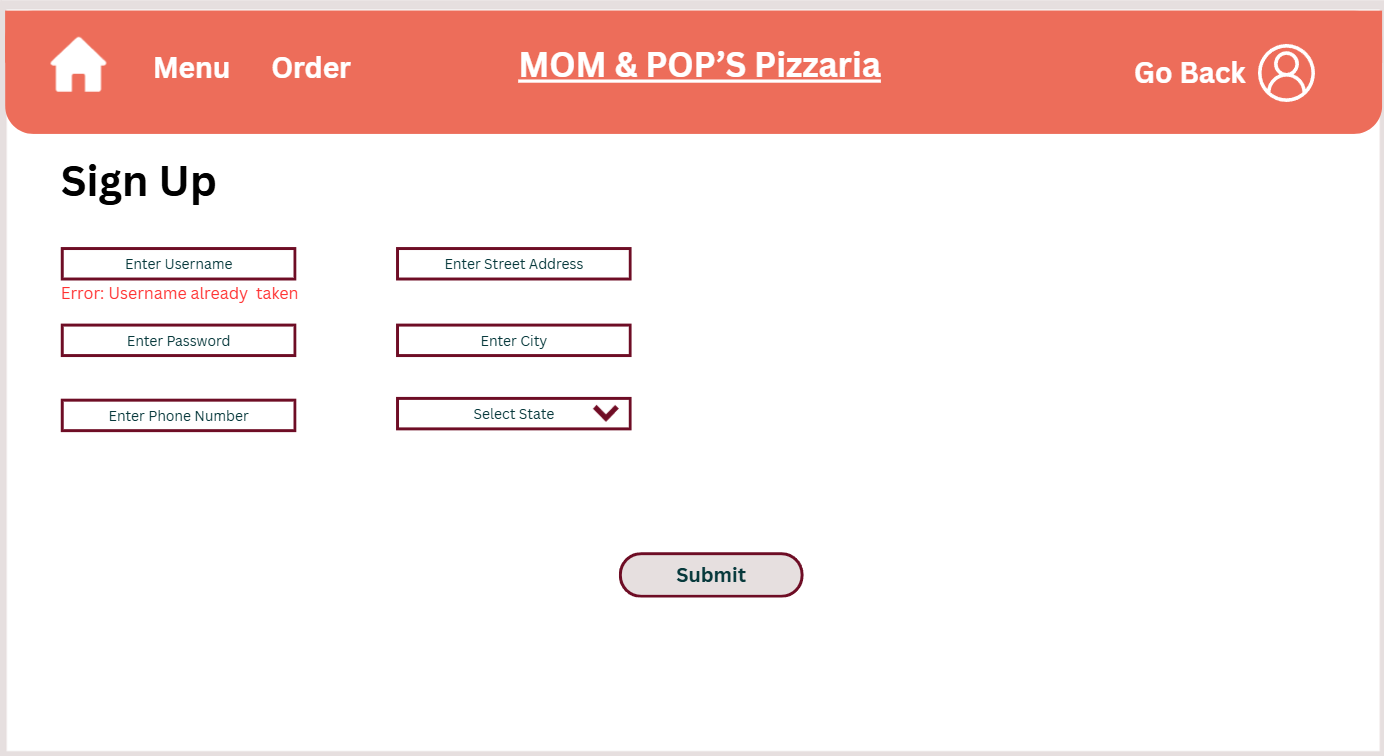 Menu Order MOM & POP’S Pizzaria Go Back
Sign Up
Enter Username Enter Street Address
Error: Username already taken
Enter Password Enter City
Enter Phone Number Select State
Submit